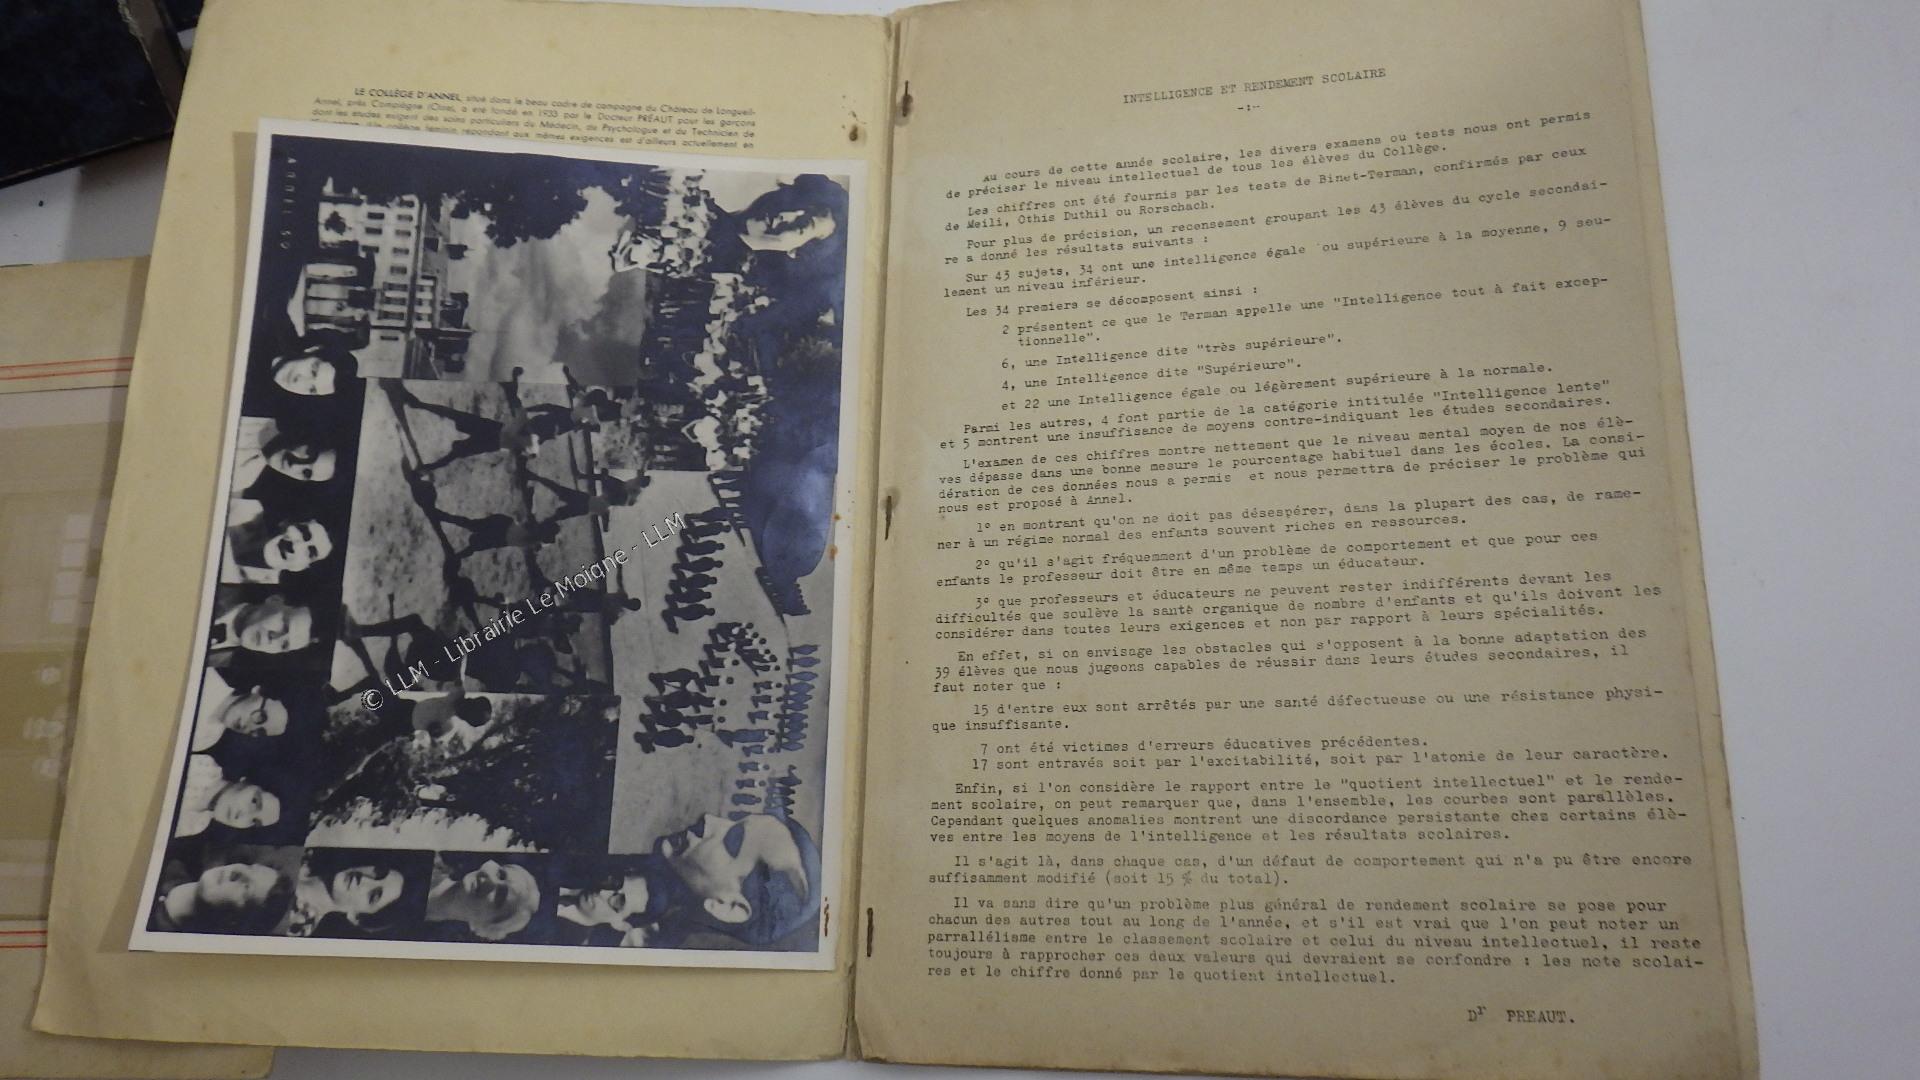 LE COLLÈGE D'ANNEL, situé dans le beau cadre de campagne du Château de Longueil-
Annel, près Compiègne (Oise), a été fondé en 1933 par le Docteur PRÉAUT pour les garçons
dont les études exigent des soins particuliers du Médecin, du Psychologue et du Technicien de
collège féminin répondant aux mêmes exigences est d'ailleurs actuellement en
ANNEL 50
© LLM - Librairie Le Moigne - LLM
INTELLIGENCE ET RENDEMENT SCOLAIRE
-:-
Au cours de cette année scolaire, les divers examens ou tests nous ont permis
de préciser le niveau intellectuel de tous les élèves du Collège.
Les chiffres ont été fournis par les tests de Binet-Terman, confirmés par ceux
de Meili, Othis Duthil ou Rorschach.
Pour plus de précision, un recensement groupant les 43 élèves du cycle secondai-
re a donné les résultats suivants :
Sur 43 sujets, 34 ont une intelligence égale ou supérieure à la moyenne, 9 seu-
lement un niveau inférieur.
Les 34 premiers se décomposent ainsi :
2 présentent ce que le Terman appelle une "Intelligence tout à fait excep-
tionnelle".
6, une Intelligence dite "très supérieure".
4, une Intelligence dite "Supérieure".
et 22 une Intelligence égale ou légèrement supérieure à la normale.
Parmi les autres, 4 font partie de la catégorie intitulée "Intelligence lente"
et 5 montrent une insuffisance de moyens contre-indiquant les études secondaires.
L'examen de ces chiffres montre nettement que le niveau mental moyen de nos élè-
ves dépasse dans une bonne mesure le pourcentage habituel dans les écoles. La consi-
dération de ces données nous a permis et nous permettra de préciser le problème qui
nous est proposé à Annel.
1° en montrant qu'on ne doit pas désespérer, dans la plupart des cas, de rame-
ner à un régime normal des enfants souvent riches en ressources.
2° qu'il s'agit fréquemment d'un problème de comportement et que pour ces
enfants le professeur doit être en même temps un éducateur.
3° que professeurs et éducateurs ne peuvent rester indifférents devant les
difficultés que soulève la santé organique de nombre d'enfants et qu'ils doivent les
considérer dans toutes leurs exigences et non par rapport à leurs spécialités.
En effet, si on envisage les obstacles qui s'opposent à la bonne adaptation des
39 élèves que nous jugeons capables de réussir dans leurs études secondaires, il
faut noter que :
15 d'entre eux sont arrêtés par une santé défectueuse ou une résistance physi-
que insuffisante.
7 ont été victimes d'erreurs éducatives précédentes.
17 sont entravés soit par l'excitabilité, soit par l'atonie de leur caractère.
Enfin, si l'on considère le rapport entre le "quotient intellectuel" et le rende-
ment scolaire, on peut remarquer que, dans l'ensemble, les courbes sont parallèles.
Cependant quelques anomalies montrent une discordance persistante chez certains élè-
ves entre les moyens de l'intelligence et les résultats scolaires.
Il s'agit là, dans chaque cas, d'un défaut de comportement qui n'a pu être encore
suffisamment modifié (soit 15 % du total).
Il va sans dire qu'un problème plus général de rendement scolaire se pose pour
chacun des autres tout au long de l'année, et s'il est vrai que l'on peut noter un
parrallélisme entre le classement scolaire et celui du niveau intellectuel, il reste
toujours à rapprocher ces deux valeurs qui devraient se confondre : les note scolai-
res et le chiffre donné par le quotient intellectuel.
Dr PREAUT.